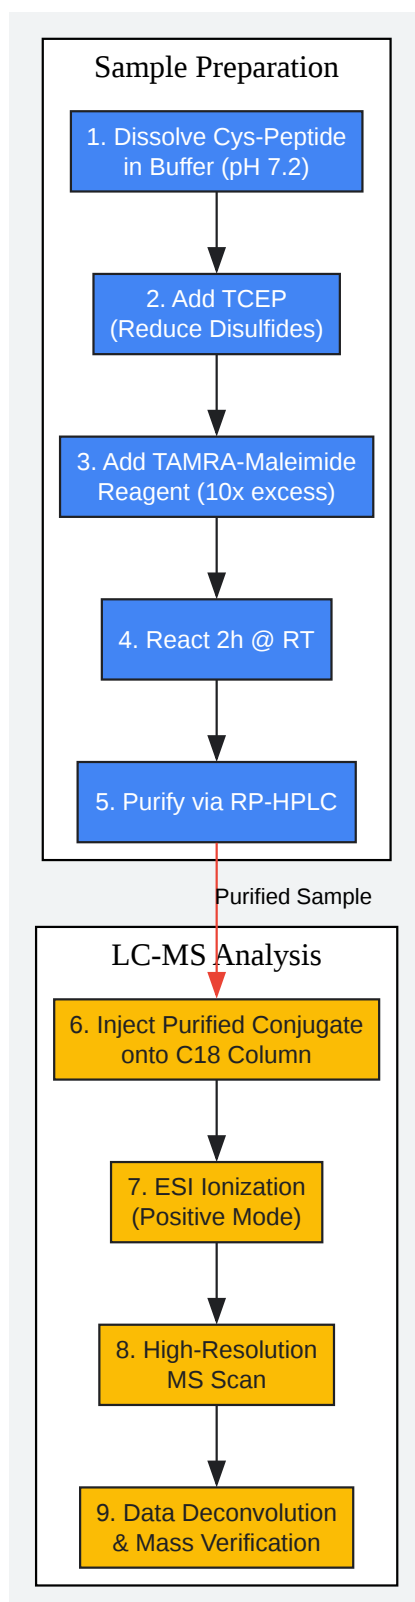 Sample Preparation
1. Dissolve Cys-Peptide
in Buffer (pH 7.2)
2. Add TCEP
(Reduce Disulfides)
3. Add TAMRA-Maleimide
Reagent (10x excess)
4. React 2h @ RT
5. Purify via RP-HPLC
Purified Sample
LC-MS Analysis
6. Inject Purified Conjugate
onto C18 Column
7. ESI Ionization
(Positive Mode)
8. High-Resolution
MS Scan
9. Data Deconvolution
& Mass Verification